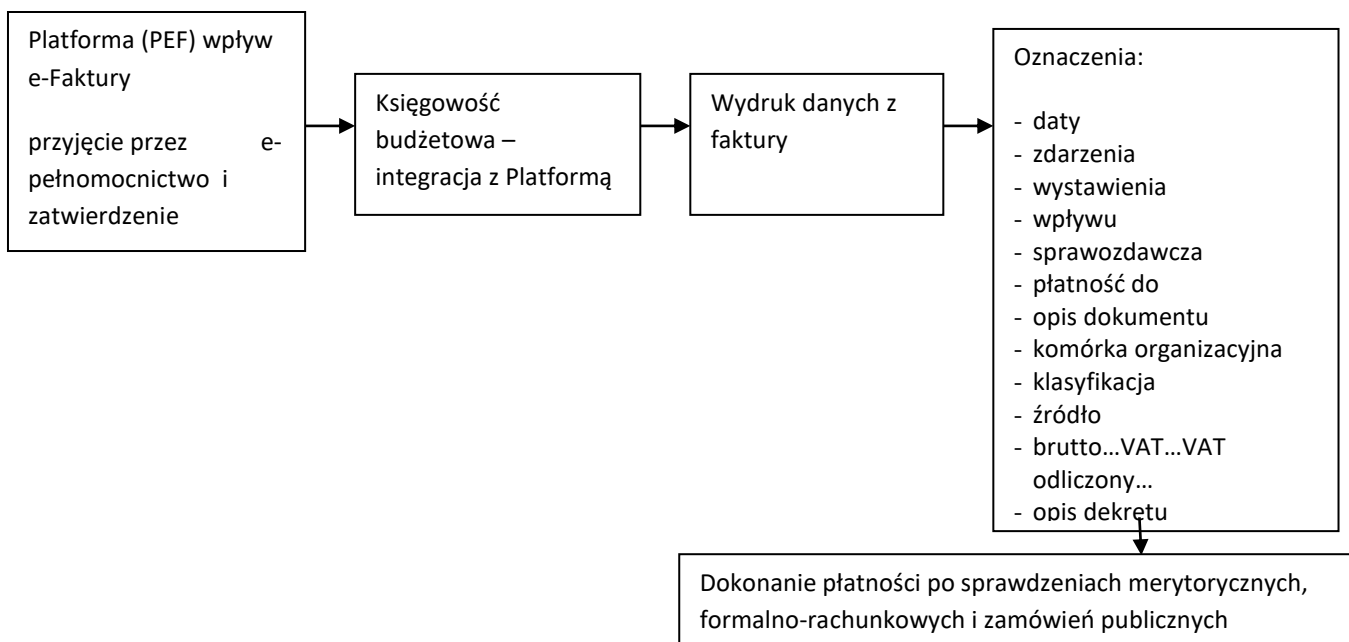 Platforma (PEF) wpływ
e-Faktury
przyjęcie przez e-
pełnomocnictwo i
zatwierdzenie
Księgowość
budżetowa –
integracja z Platformą
Wydruk danych z
faktury
Oznaczenia:
- daty
- zdarzenia
- wystawienia
- wpływu
- sprawozdawcza
- płatność do
- opis dokumentu
- komórka organizacyjna
- klasyfikacja
- źródło
- brutto...VAT...VAT
odliczony...
- opis dekretu
Dokonanie płatności po sprawdzeniach merytorycznych,
formalno-rachunkowych i zamówień publicznych